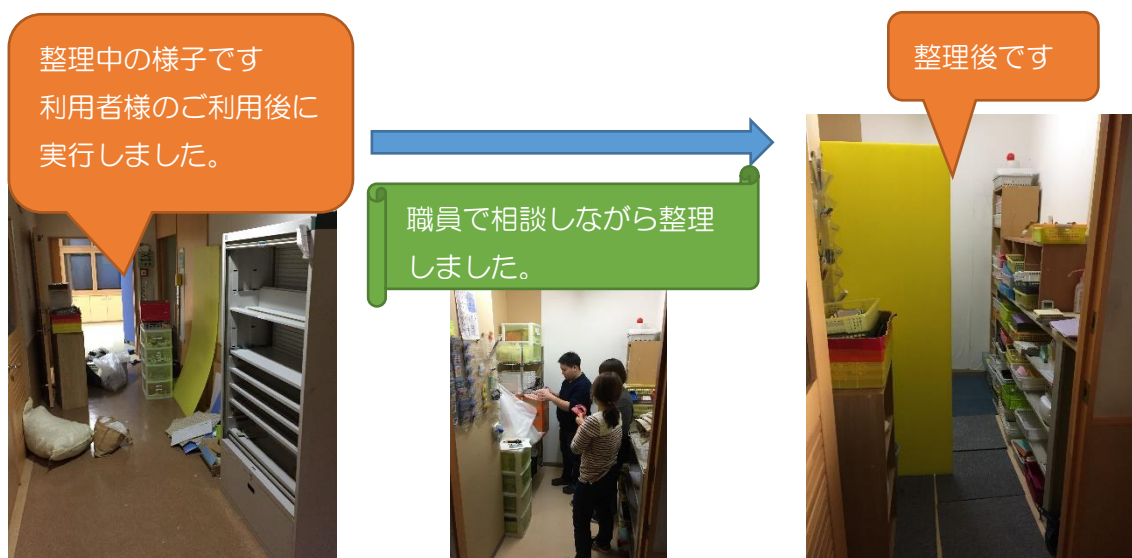 整理中の様子です
利用者様のご利用後に
実行しました。
職員で相談しながら整理
しました。
整理後です